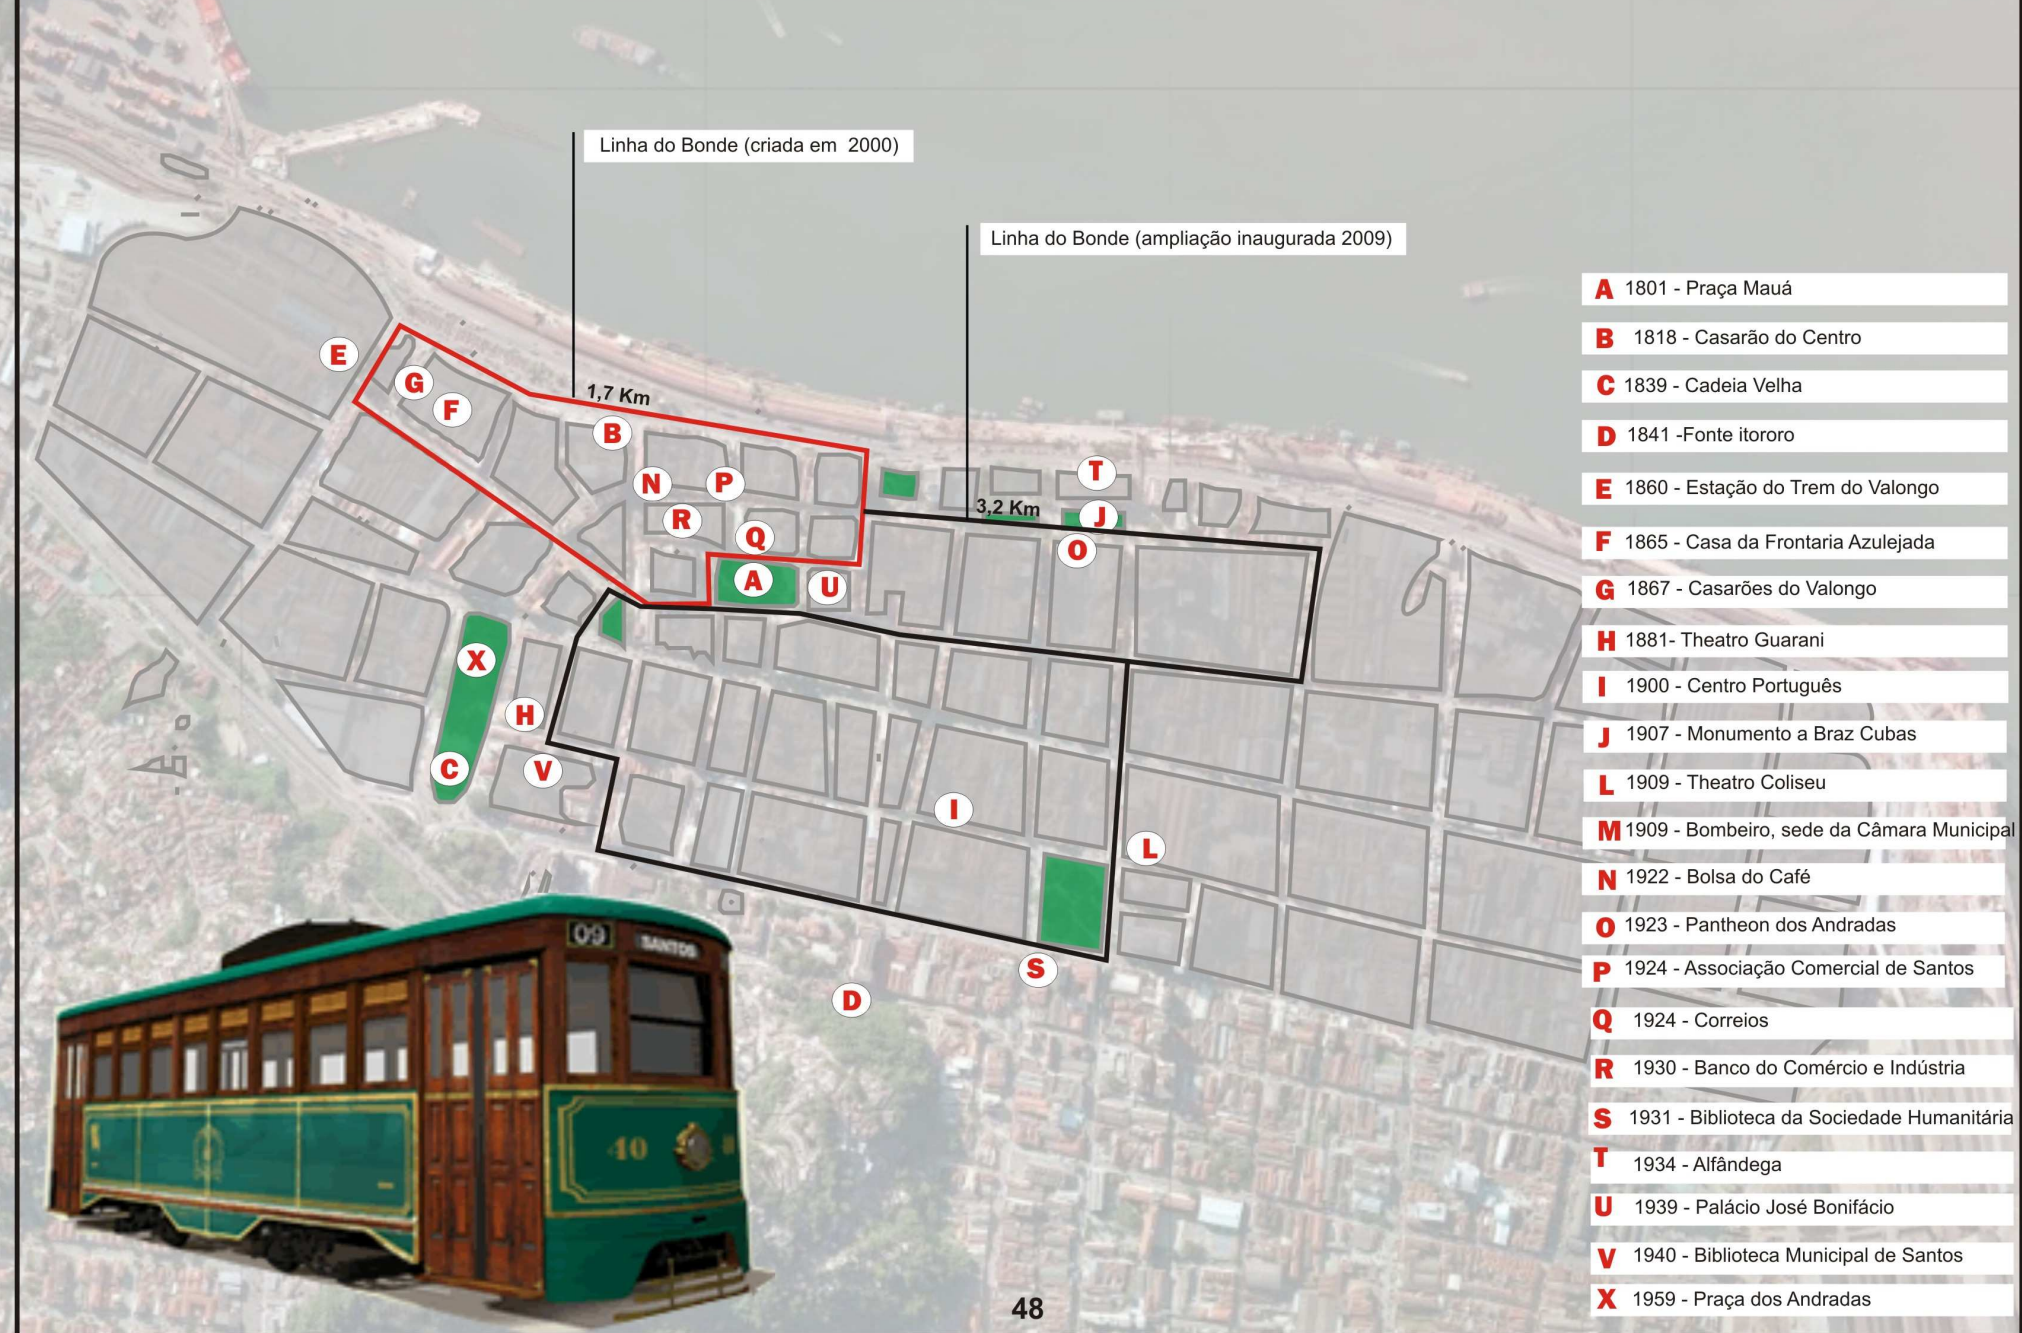 Linha do Bonde (criada em 2000)
Linha do Bonde (ampliação inaugurada 2009)
1,7 Km
3,2 Km
E
G
F
B
N
P
R
Q
A
U
T
J
O
X
H
C
V
I
L
S
D
A 1801 - Praça Mauá
B 1818 - Casarão do Centro
C 1839 - Cadeia Velha
D 1841 -Fonte itororo
E 1860 - Estação do Trem do Valongo
F 1865 - Casa da Frontaria Azulejada
G 1867 - Casarões do Valongo
H 1881- Theatro Guarani
I 1900 - Centro Português
J 1907 - Monumento a Braz Cubas
L 1909 - Theatro Coliseu
M 1909 - Bombeiro, sede da Câmara Municipal
N 1922 - Bolsa do Café
O 1923 - Pantheon dos Andradas
P 1924 - Associação Comercial de Santos
Q 1924 - Correios
R 1930 - Banco do Comércio e Indústria
S 1931 - Biblioteca da Sociedade Humanitária
T 1934 - Alfândega
U 1939 - Palácio José Bonifácio
V 1940 - Biblioteca Municipal de Santos
X 1959 - Praça dos Andradas
09 SANTOS
40
48